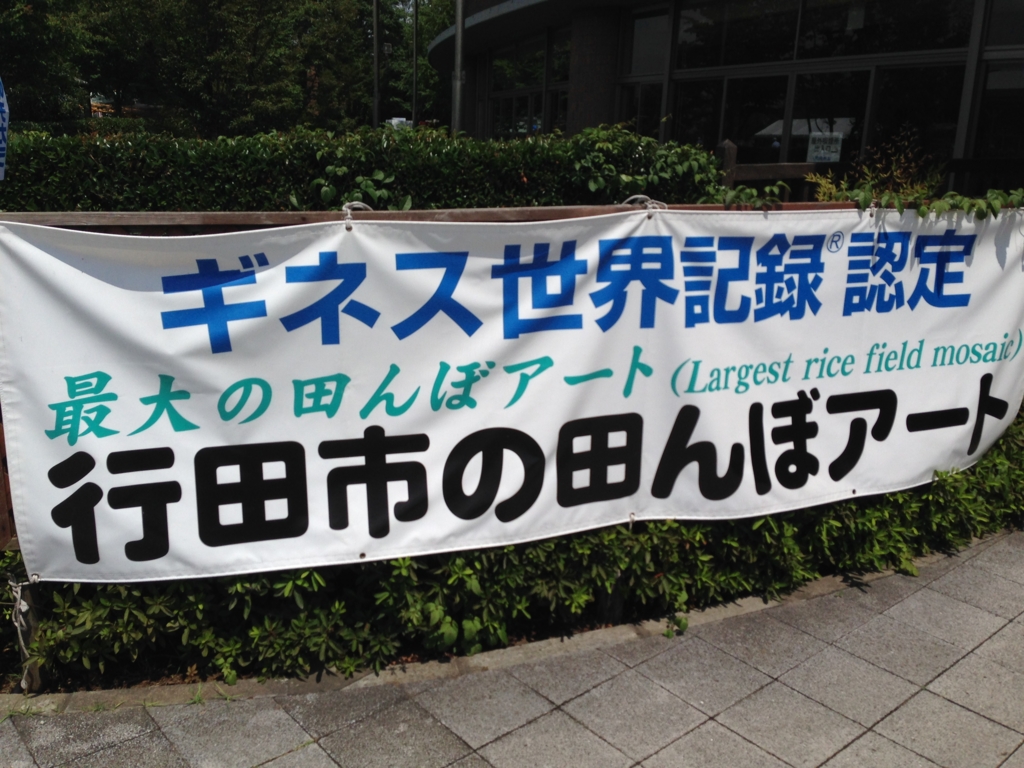 ギネス世界記録® 認定
最大の田んぼアート (Largest rice field mosaic)
行田市の田んぼアート